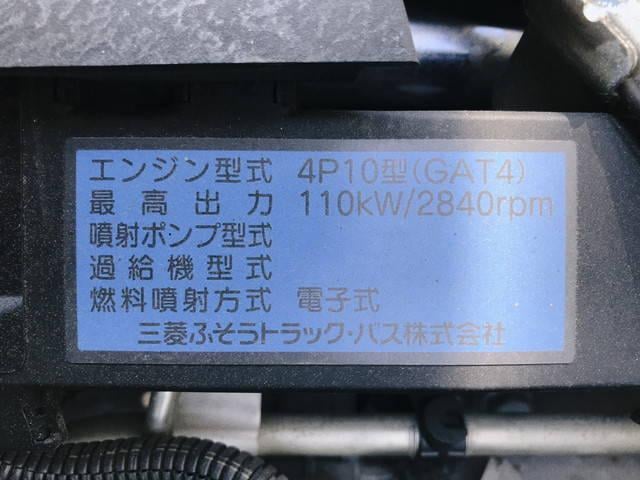 エンジン型式 4P10型(GAT4)
最高出力 110kW/2840rpm
噴射ポンプ型式
過給機型式
燃料噴射方式 電子式
三菱ふそうトラック・バス株式会社